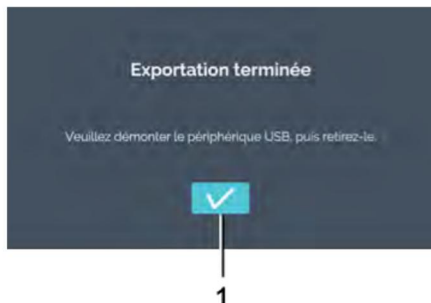 Exportation terminée
Veuillez démonter le périphérique USB, puis retirez-le.
1